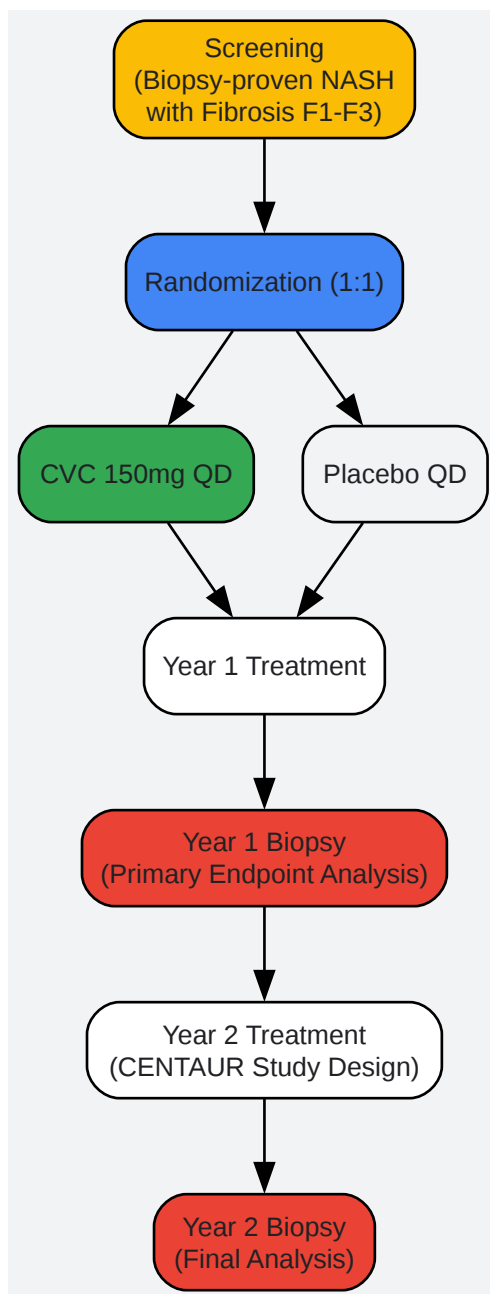 Screening
(Biopsy-proven NASH
with Fibrosis F1-F3)
Randomization (1:1)
CVC 150mg QD
Placebo QD
Year 1 Treatment
Year 1 Biopsy
(Primary Endpoint Analysis)
Year 2 Treatment
(CENTAUR Study Design)
Year 2 Biopsy
(Final Analysis)